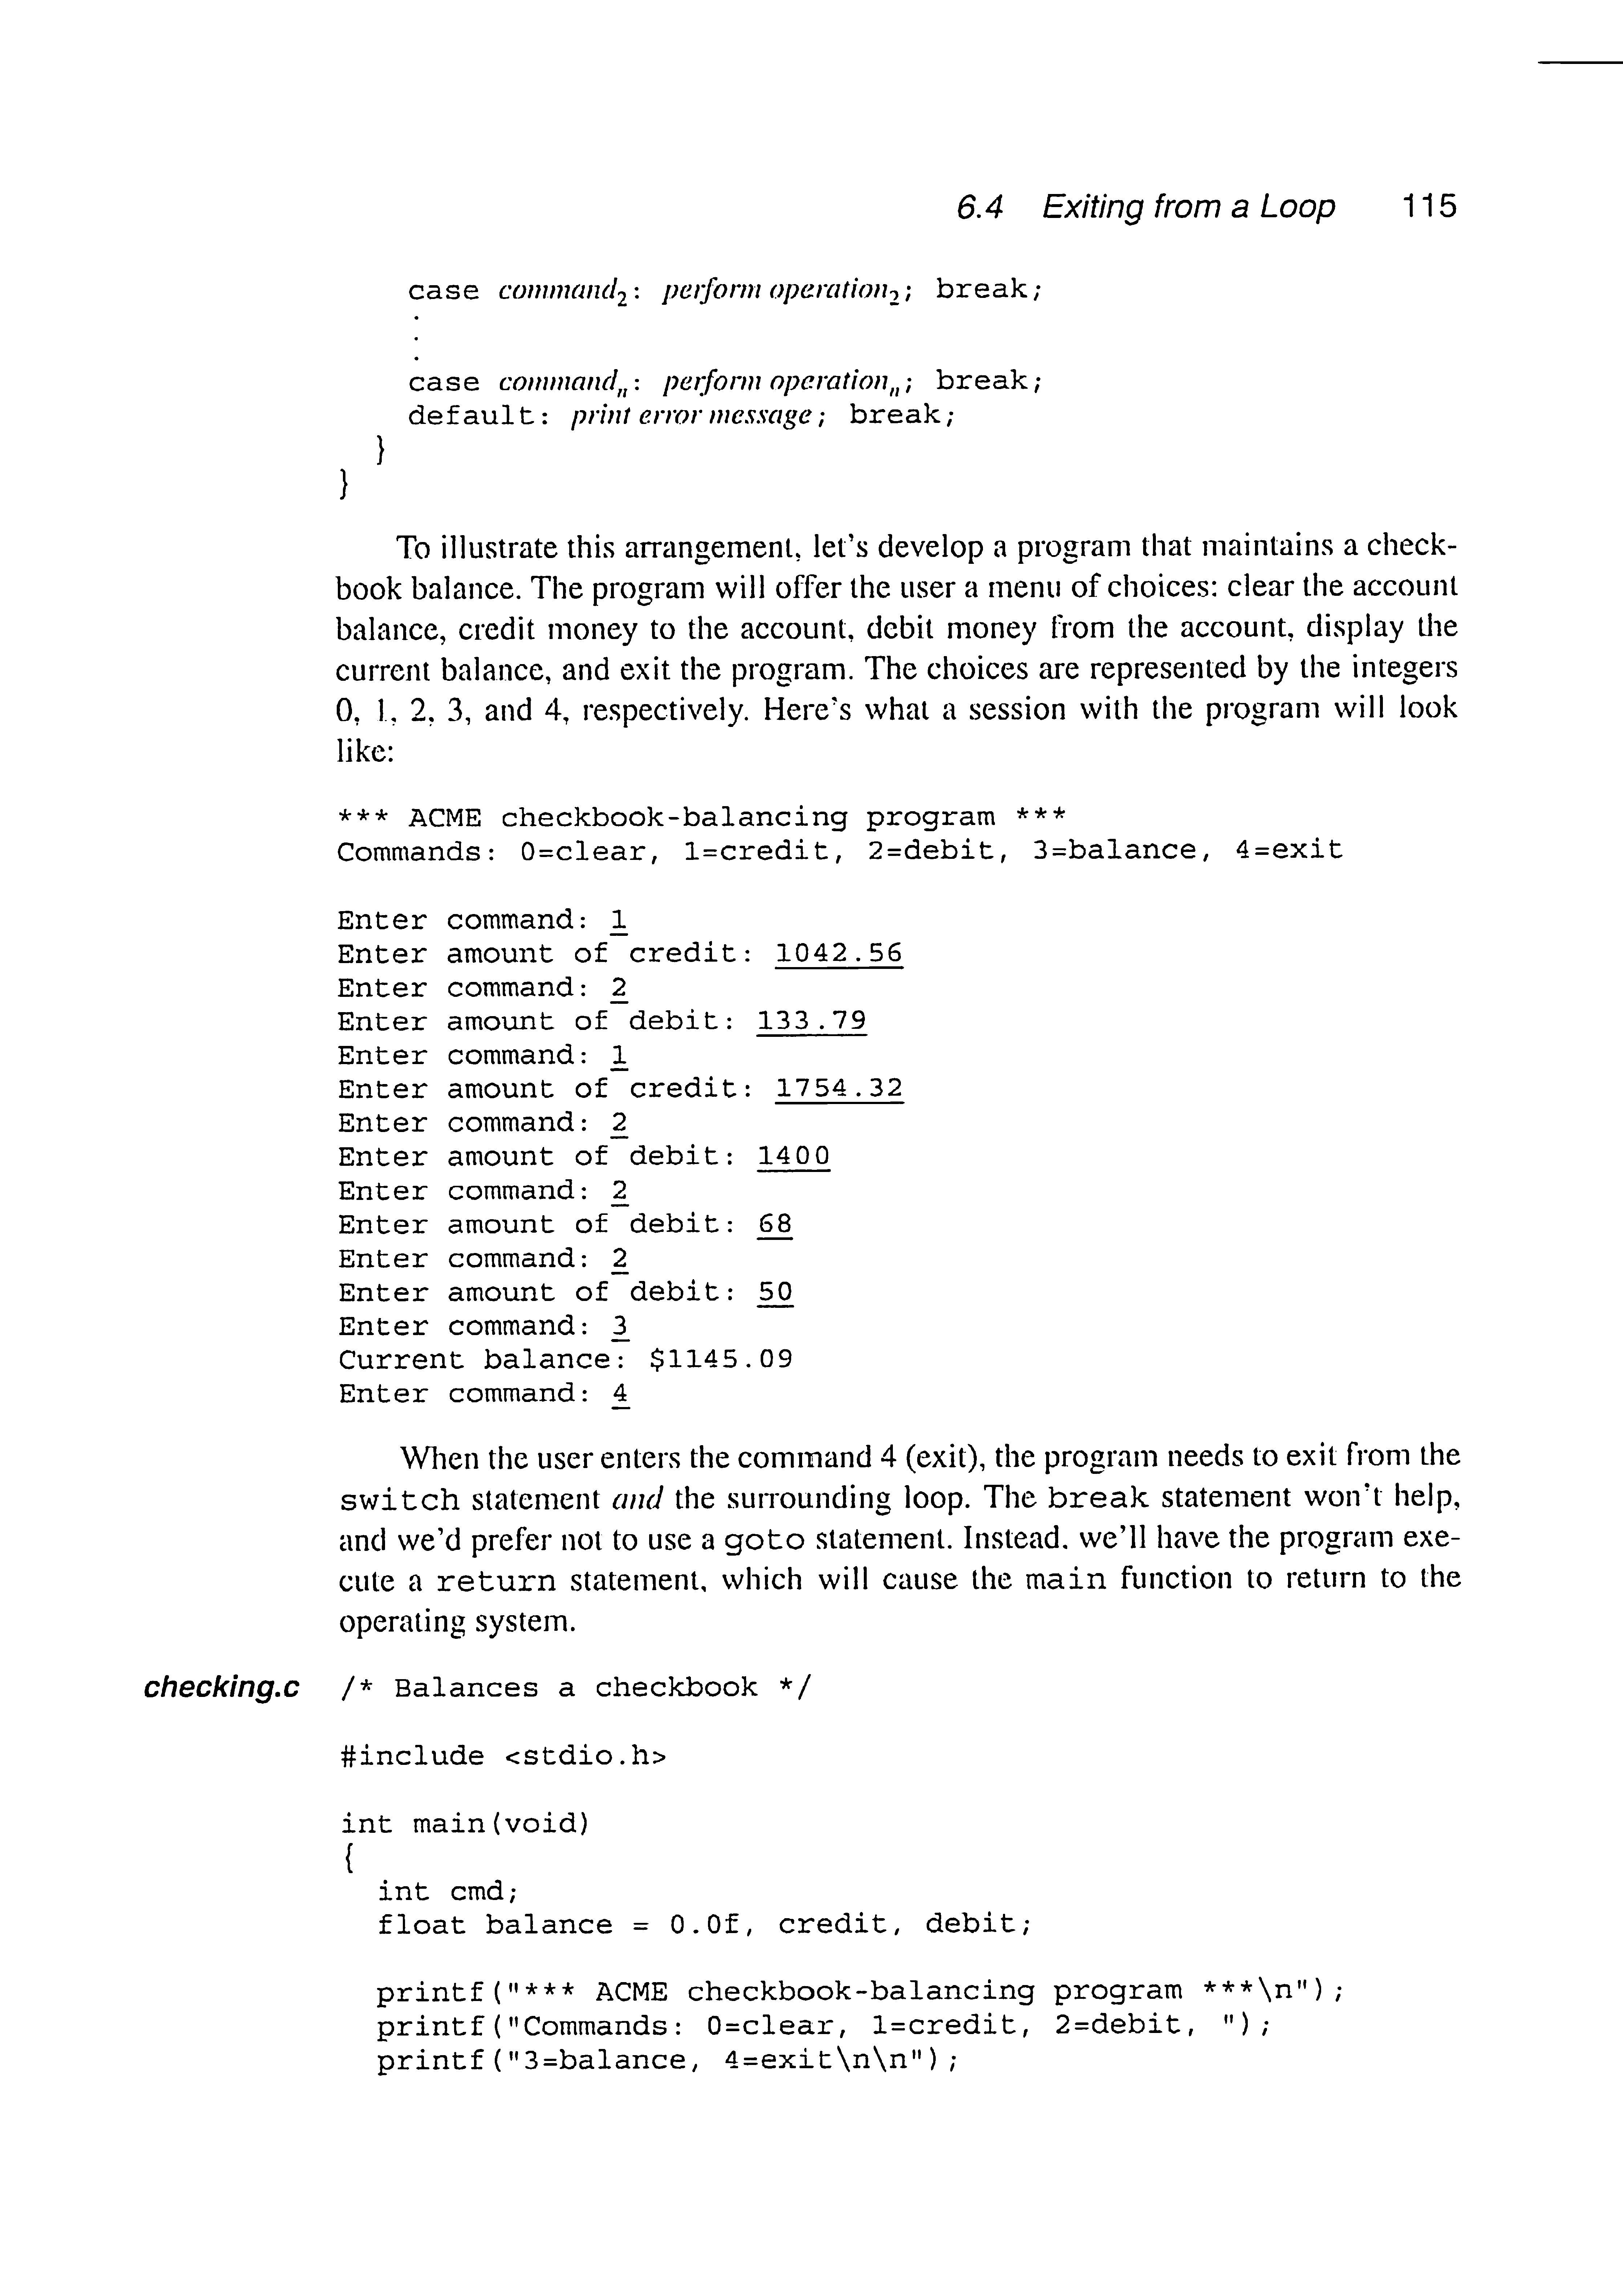 6.4 Exiting from a Loop 115
case command₂: perform operation₂; break;
.
.
.
case commandₙ: perform operationₙ; break;
default: print error message; break;
}
}
To illustrate this arrangement, let's develop a program that maintains a check-
book balance. The program will offer the user a menu of choices: clear the account
balance, credit money to the account, debit money from the account, display the
current balance, and exit the program. The choices are represented by the integers
0, 1, 2, 3, and 4, respectively. Here's what a session with the program will look
like:
*** ACME checkbook-balancing program ***
Commands: 0=clear, 1=credit, 2=debit, 3=balance, 4=exit
Enter command: 1
Enter amount of credit: 1042.56
Enter command: 2
Enter amount of debit: 133.79
Enter command: 1
Enter amount of credit: 1754.32
Enter command: 2
Enter amount of debit: 1400
Enter command: 2
Enter amount of debit: 68
Enter command: 2
Enter amount of debit: 50
Enter command: 3
Current balance: $1145.09
Enter command: 4
When the user enters the command 4 (exit), the program needs to exit from the
switch statement and the surrounding loop. The break statement won't help,
and we'd prefer not to use a goto statement. Instead, we'll have the program exe-
cute a return statement, which will cause the main function to return to the
operating system.
checking.c /* Balances a checkbook */
#include <stdio.h>
int main(void)
{
int cmd;
float balance = 0.0f, credit, debit;
printf("*** ACME checkbook-balancing program ***\n");
printf("Commands: 0=clear, 1=credit, 2=debit, ");
printf("3=balance, 4=exit\n\n");